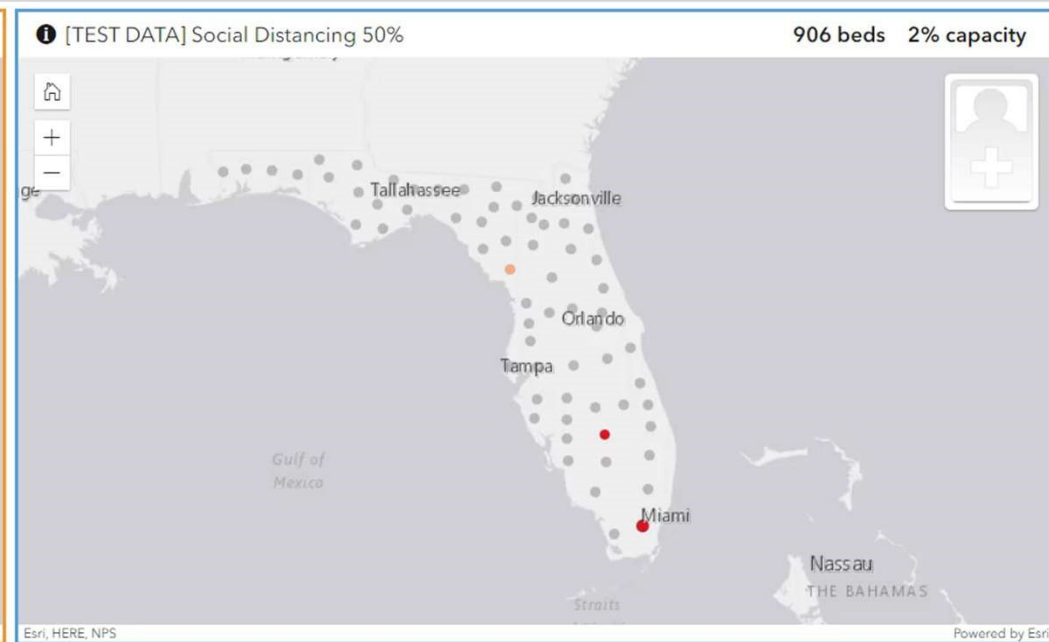 [TEST DATA] Social Distancing 50%
906 beds 2% capacity
ge
Tallahassee
Jacksonville
Orlando
Tampa
Gulf of
Mexico
Miami
Nassau
THE BAHAMAS
Straits
Esri, HERE, NPS
Powered by Esri